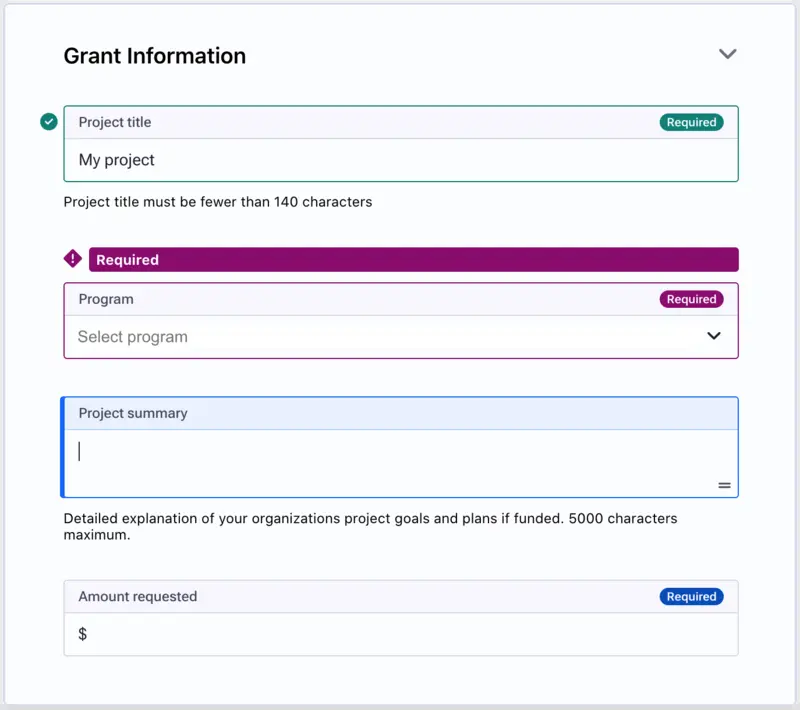 Grant Information
Project title Required
My project
Project title must be fewer than 140 characters
Required
Program Required
Select program
Project summary
Detailed explanation of your organizations project goals and plans if funded. 5000 characters
maximum.
Amount requested Required
$